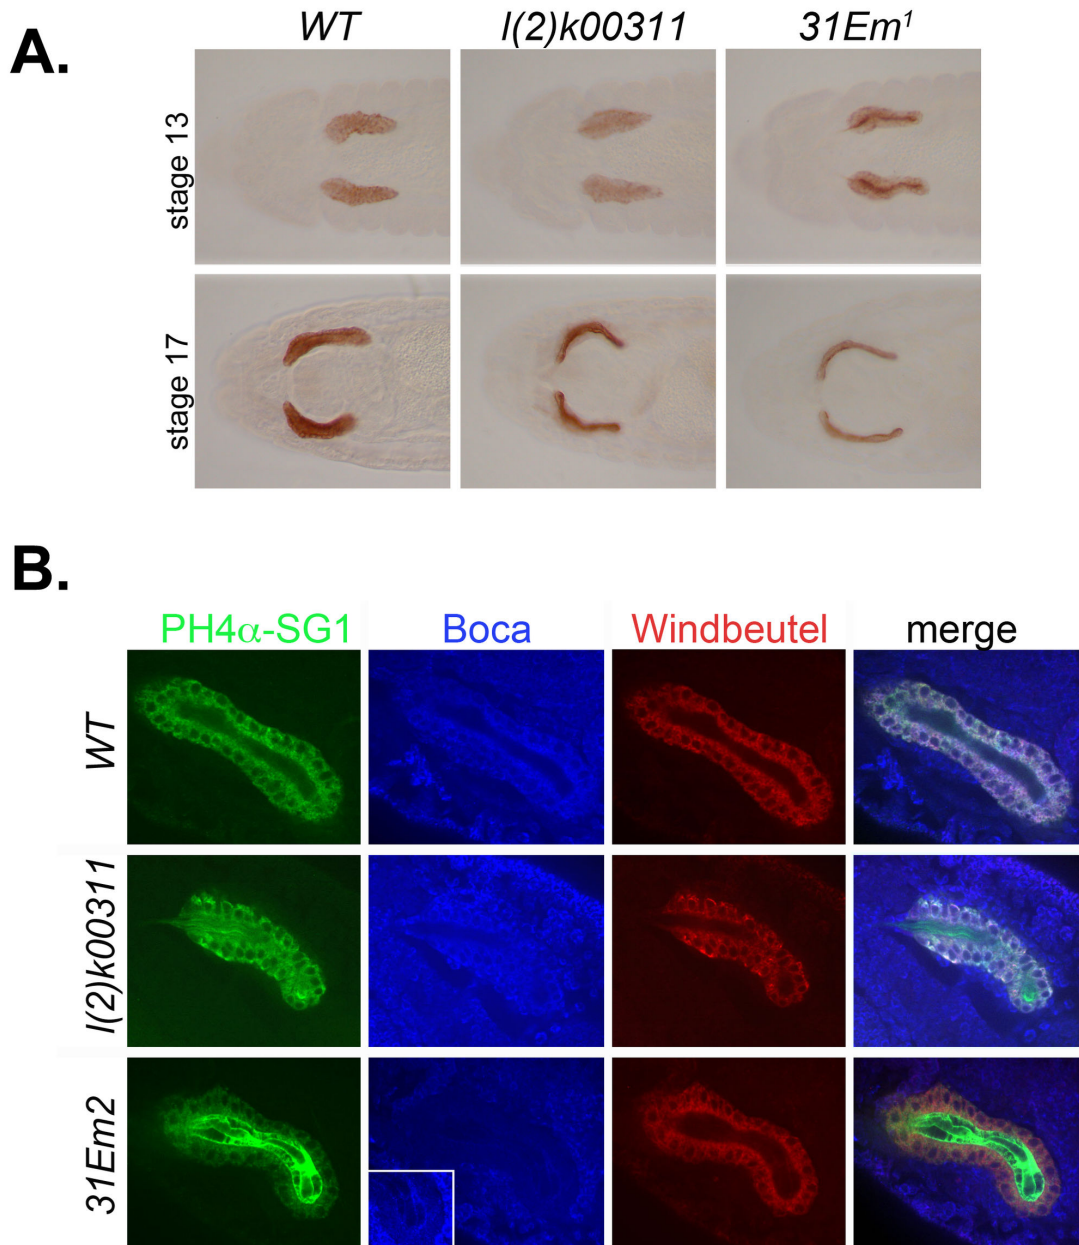 A.
WT l(2)k00311 31Em¹
stage 13
stage 17
B.
PH4α-SG1 Boca Windbeutel merge
WT
l(2)k00311
31Em2